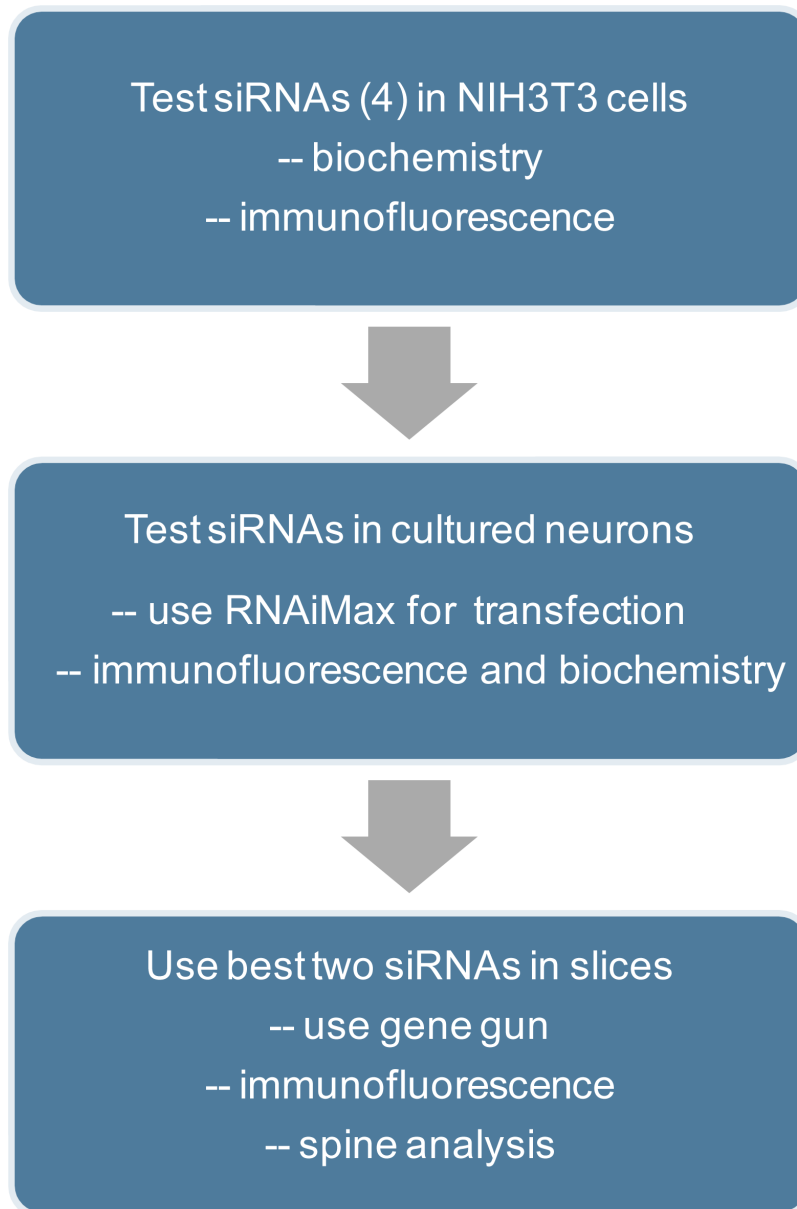 Test siRNAs (4) in NIH3T3 cells
-- biochemistry
-- immunofluorescence
Test siRNAs in cultured neurons
-- use RNAiMax for transfection
-- immunofluorescence and biochemistry
Use best two siRNAs in slices
-- use gene gun
-- immunofluorescence
-- spine analysis